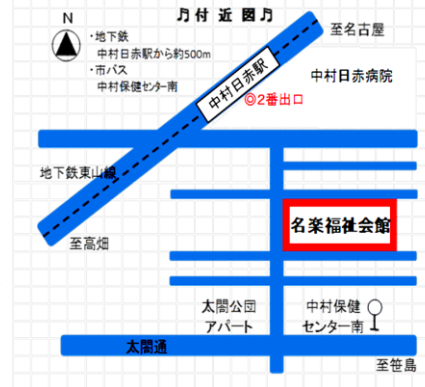 ♫付近図♫
N
・地下鉄
中村日赤駅から約500m
・市バス
中村保健センター南
至名古屋
中村日赤病院
中村日赤駅
◎2番出口
地下鉄東山線
至高畑
名楽福祉会館
太閤公団
アパート
中村保健
センター南
太閤通
至笹島